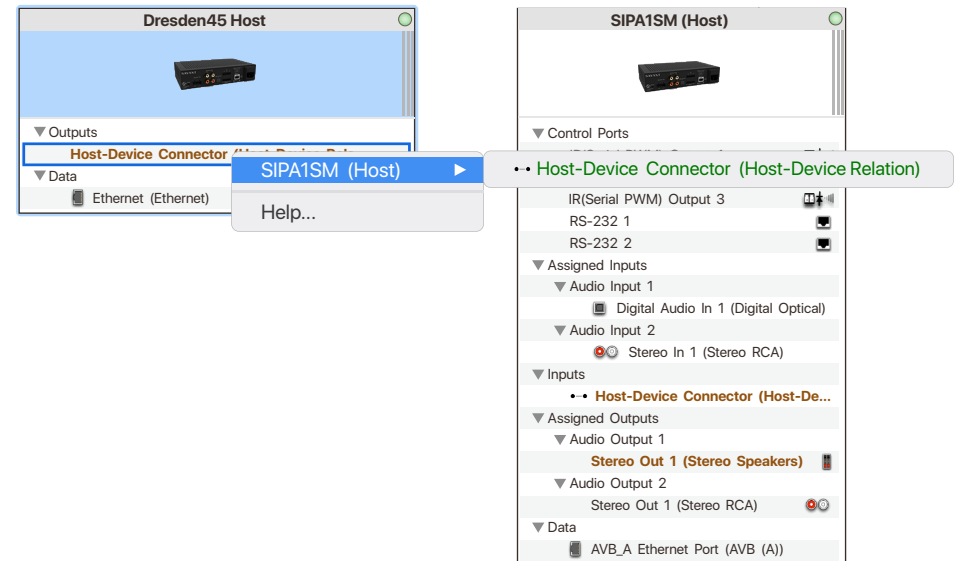 Dresden45 Host
Outputs
Host-Device Connector (Host-Device Rela...
Data
Ethernet (Ethernet)
SIPA1SM (Host)
Help...
Host-Device Connector (Host-Device Relation)
SIPA1SM (Host)
Control Ports
IR(Serial PWM) Output 3
RS-232 1
RS-232 2
Assigned Inputs
Audio Input 1
Digital Audio In 1 (Digital Optical)
Audio Input 2
Stereo In 1 (Stereo RCA)
Inputs
Host-Device Connector (Host-De...
Assigned Outputs
Audio Output 1
Stereo Out 1 (Stereo Speakers)
Audio Output 2
Stereo Out 1 (Stereo RCA)
Data
AVB_A Ethernet Port (AVB (A))